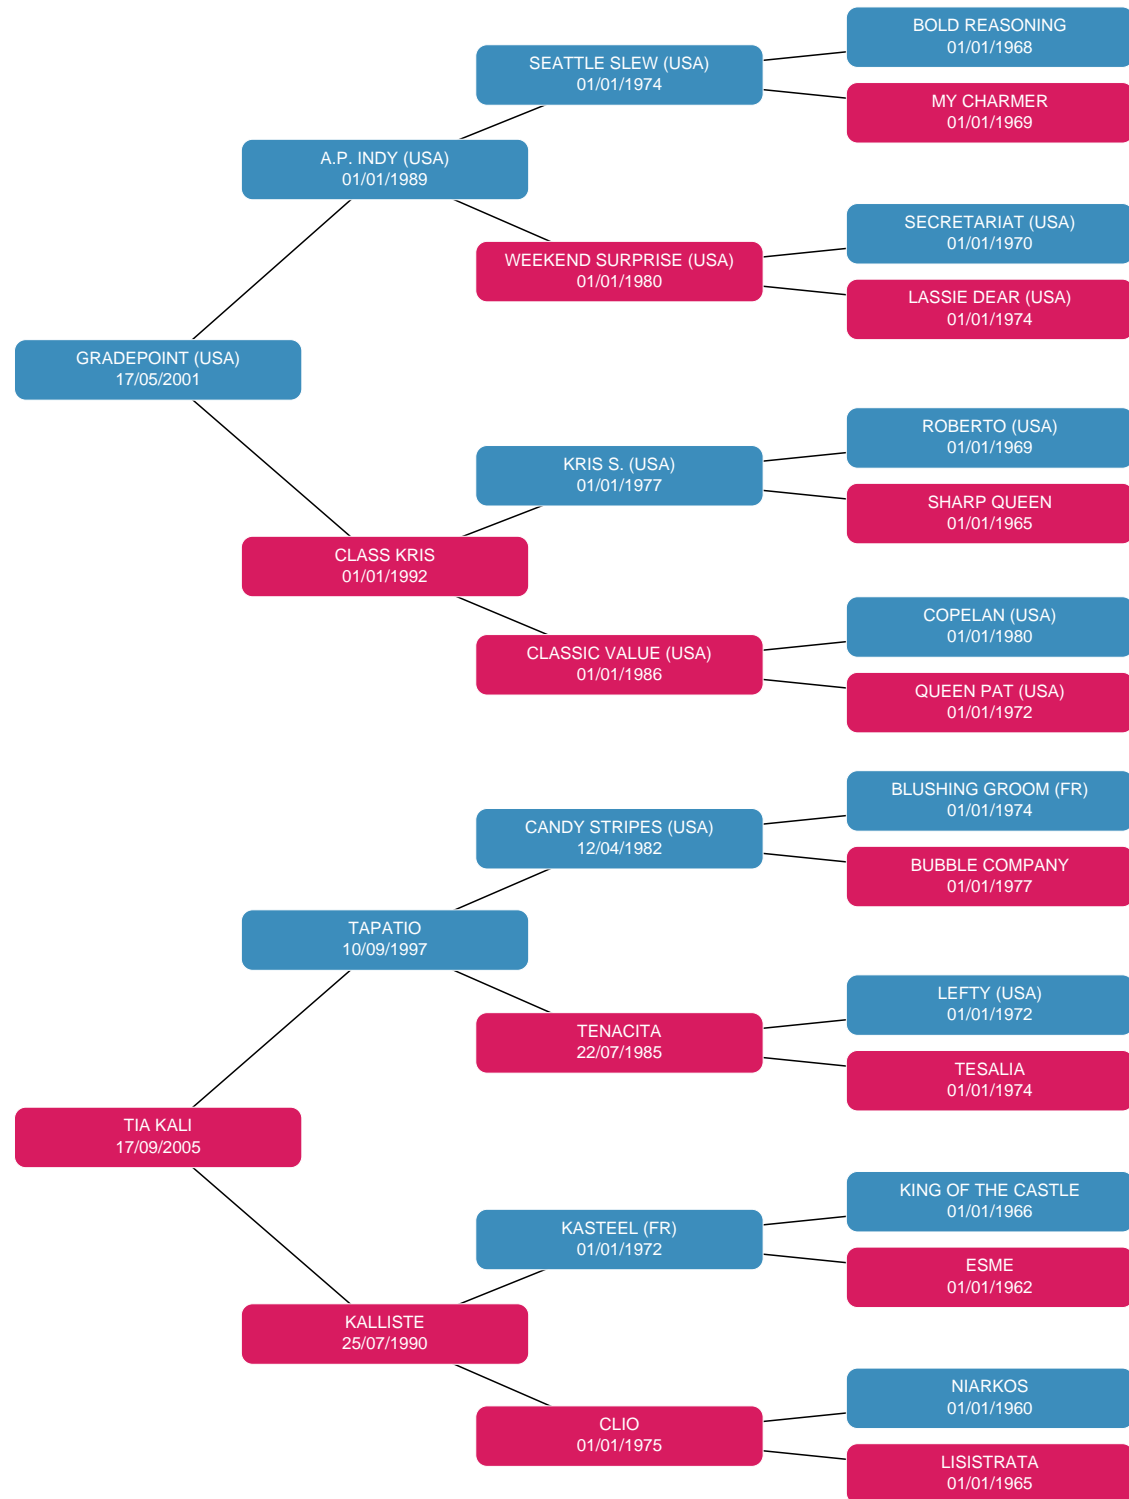 BOLD REASONING
01/01/1968
SEATTLE SLEW (USA)
01/01/1974
MY CHARMER
01/01/1969
A.P. INDY (USA)
01/01/1989
SECRETARIAT (USA)
01/01/1970
WEEKEND SURPRISE (USA)
01/01/1980
LASSIE DEAR (USA)
01/01/1974
GRADEPOINT (USA)
17/05/2001
ROBERTO (USA)
01/01/1969
KRIS S. (USA)
01/01/1977
SHARP QUEEN
01/01/1965
CLASS KRIS
01/01/1992
COPELAN (USA)
01/01/1980
CLASSIC VALUE (USA)
01/01/1986
QUEEN PAT (USA)
01/01/1972
BLUSHING GROOM (FR)
01/01/1974
CANDY STRIPES (USA)
12/04/1982
BUBBLE COMPANY
01/01/1977
TAPATIO
10/09/1997
LEFTY (USA)
01/01/1972
TENACITA
22/07/1985
TESALIA
01/01/1974
TIA KALI
17/09/2005
KING OF THE CASTLE
01/01/1966
KASTEEL (FR)
01/01/1972
ESME
01/01/1962
KALLISTE
25/07/1990
NIARKOS
01/01/1960
CLIO
01/01/1975
LISISTRATA
01/01/1965